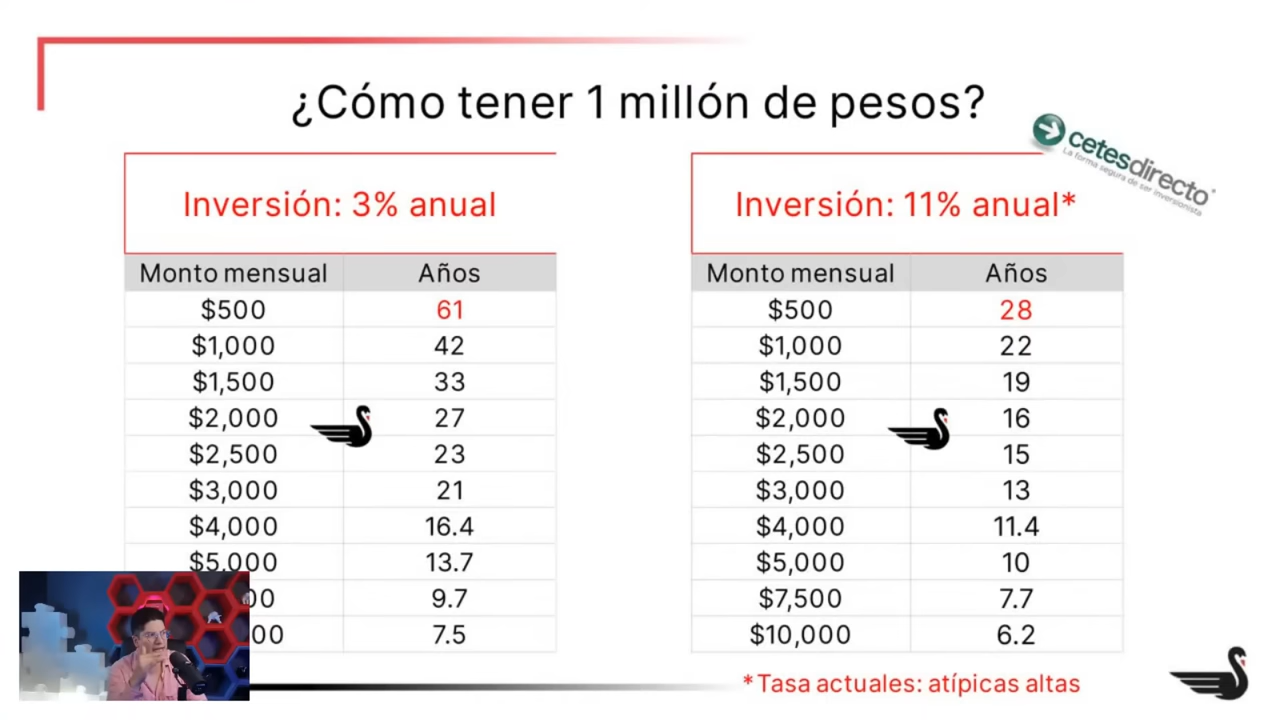 ¿Cómo tener 1 millón de pesos?
cetesdirecto
La forma segura de ser inversionista
Inversión: 3% anual
Monto mensual Años
$500 61
$1,000 42
$1,500 33
$2,000 27
$2,500 23
$3,000 21
$4,000 16.4
$5,000 13.7
00 9.7
00 7.5
Inversión: 11% anual*
Monto mensual Años
$500 28
$1,000 22
$1,500 19
$2,000 16
$2,500 15
$3,000 13
$4,000 11.4
$5,000 10
$7,500 7.7
$10,000 6.2
*Tasa actuales: atípicas altas